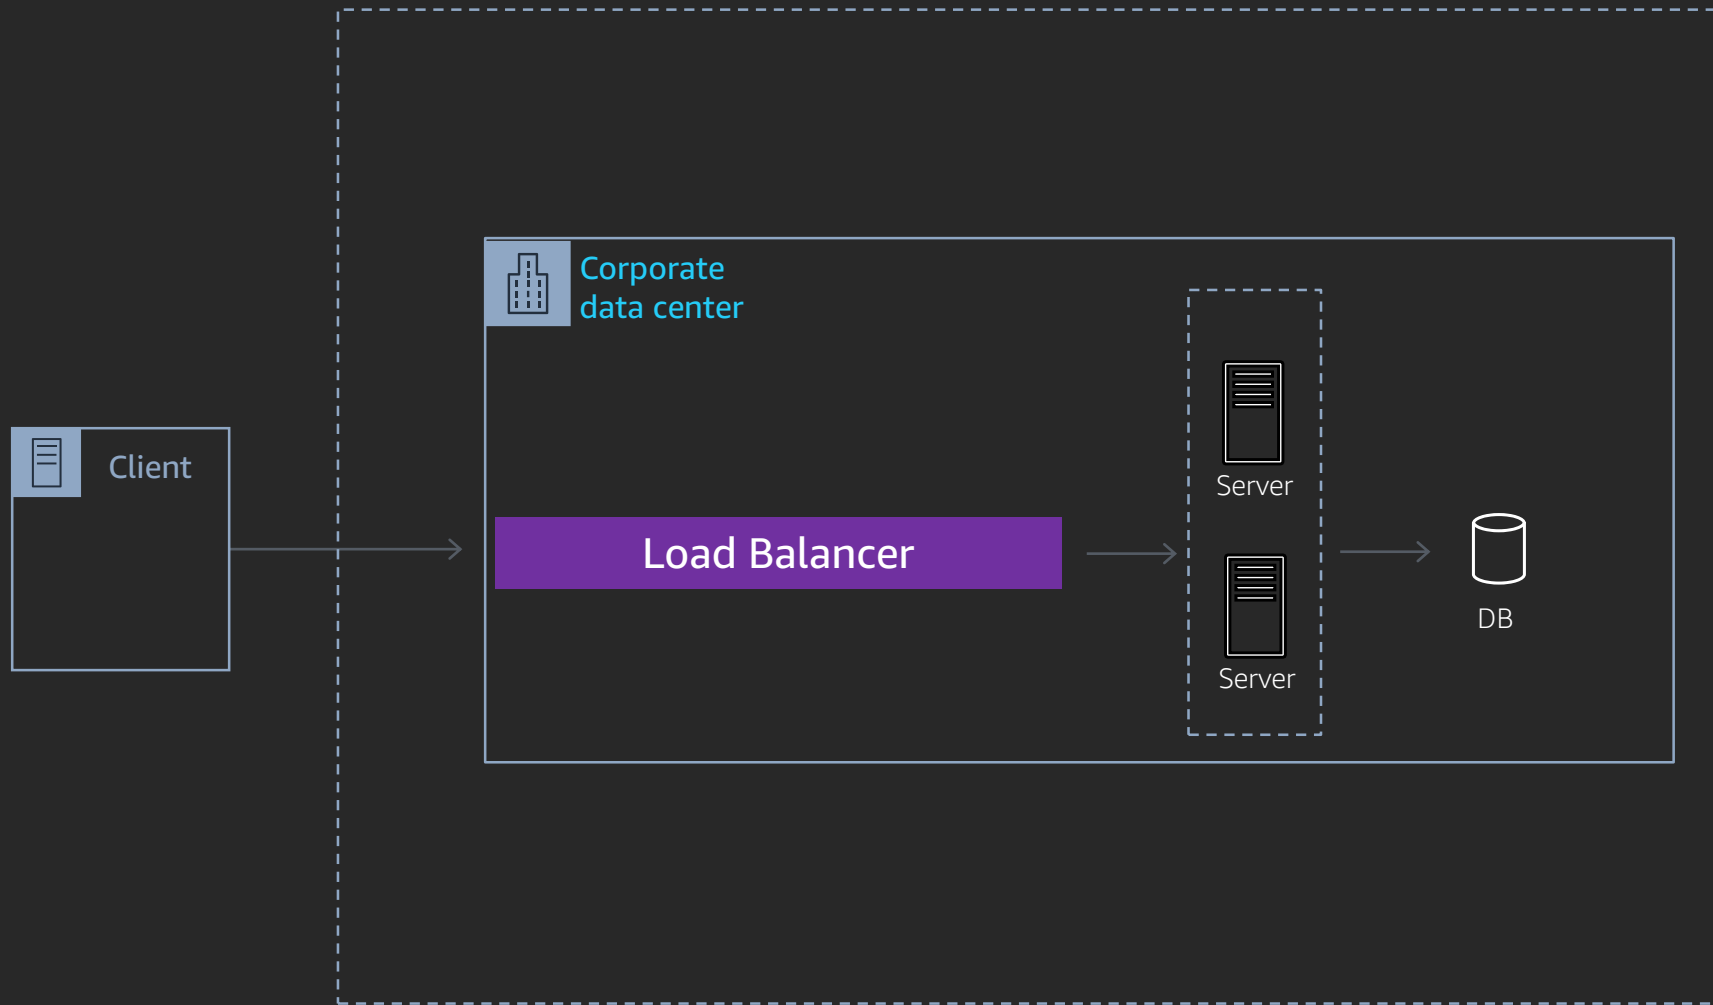 Corporate
data center
Client
Server
Load Balancer
DB
Server